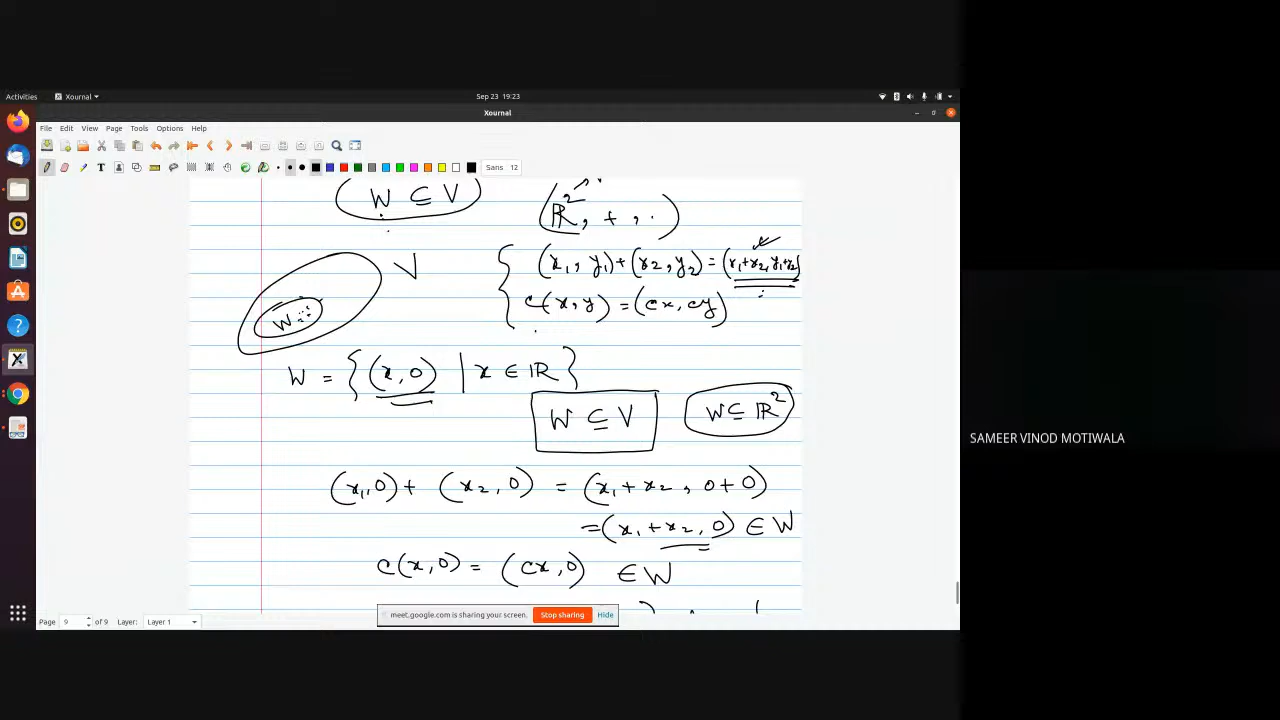 Activities Xournal Sep 23 19:23
Xournal
File Edit View Page Tools Options Help
Sans 12
W ⊆ V
(ℝ², +, ·)
V
W
(x₁, y₁) + (x₂, y₂) = (x₁+x₂, y₁+y₂)
c(x, y) = (cx, cy)
W = {(x, 0) | x ∈ ℝ}
W ⊆ V W ⊆ ℝ²
(x₁, 0) + (x₂, 0) = (x₁ + x₂, 0 + 0)
= (x₁ + x₂, 0) ∈ W
c(x, 0) = (cx, 0) ∈ W
meet.google.com is sharing your screen. Stop sharing Hide
Page 9 of 9 Layer: Layer 1
SAMEER VINOD MOTIWALA